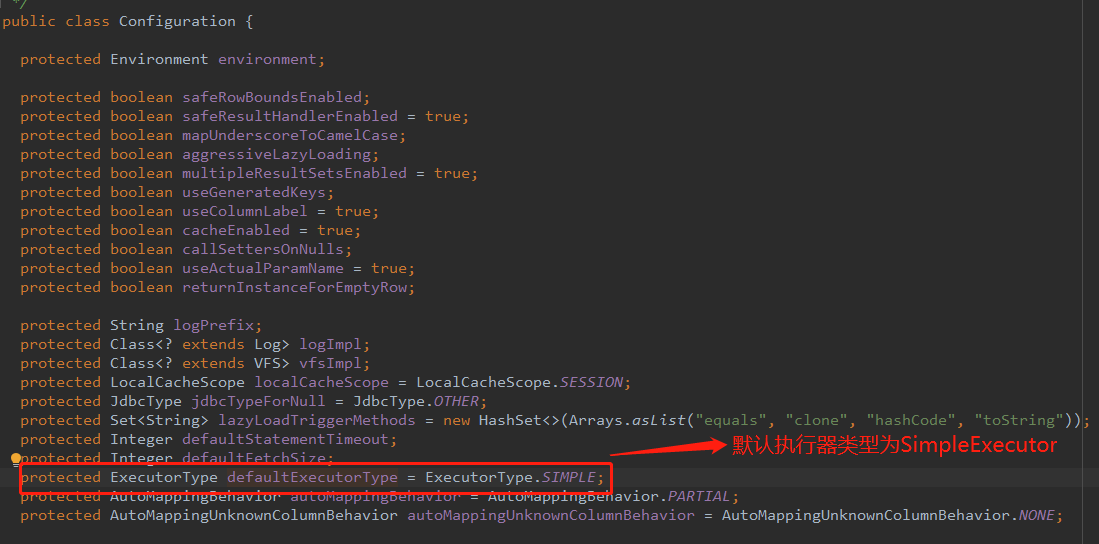 */
public class Configuration {
protected Environment environment;
protected boolean safeRowBoundsEnabled;
protected boolean safeResultHandlerEnabled = true;
protected boolean mapUnderscoreToCamelCase;
protected boolean aggressiveLazyLoading;
protected boolean multipleResultSetsEnabled = true;
protected boolean useGeneratedKeys;
protected boolean useColumnLabel = true;
protected boolean cacheEnabled = true;
protected boolean callSettersOnNulls;
protected boolean useActualParamName = true;
protected boolean returnInstanceForEmptyRow;
protected String logPrefix;
protected Class<? extends Log> logImpl;
protected Class<? extends VFS> vfsImpl;
protected LocalCacheScope localCacheScope = LocalCacheScope.SESSION;
protected JdbcType jdbcTypeForNull = JdbcType.OTHER;
protected Set<String> lazyLoadTriggerMethods = new HashSet<>(Arrays.asList("equals", "clone", "hashCode", "toString"));
protected Integer defaultStatementTimeout;
protected Integer defaultFetchSize;
protected ExecutorType defaultExecutorType = ExecutorType.SIMPLE;
默认执行器类型为SimpleExecutor
protected AutoMappingBehavior autoMappingBehavior = AutoMappingBehavior.PARTIAL;
protected AutoMappingUnknownColumnBehavior autoMappingUnknownColumnBehavior = AutoMappingUnknownColumnBehavior.NONE;